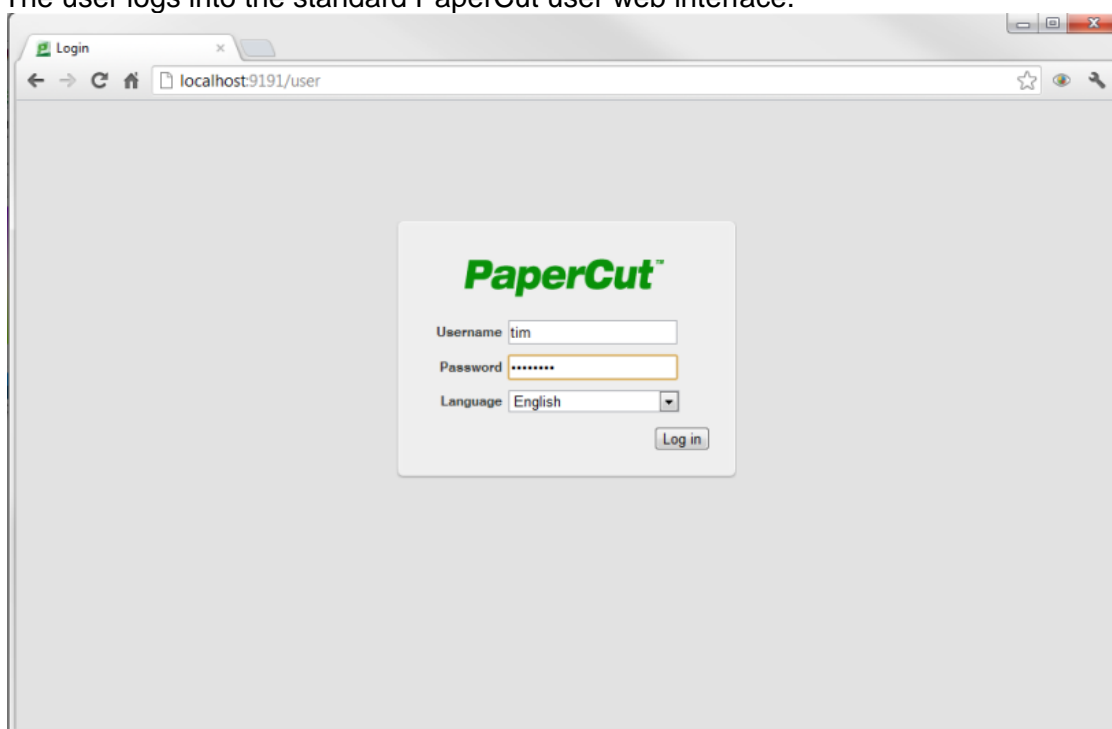 The user logs into the standard PaperCut user web interface.
Login
localhost:9191/user
PaperCut™
Username tim
Password ••••••••
Language English
Log in